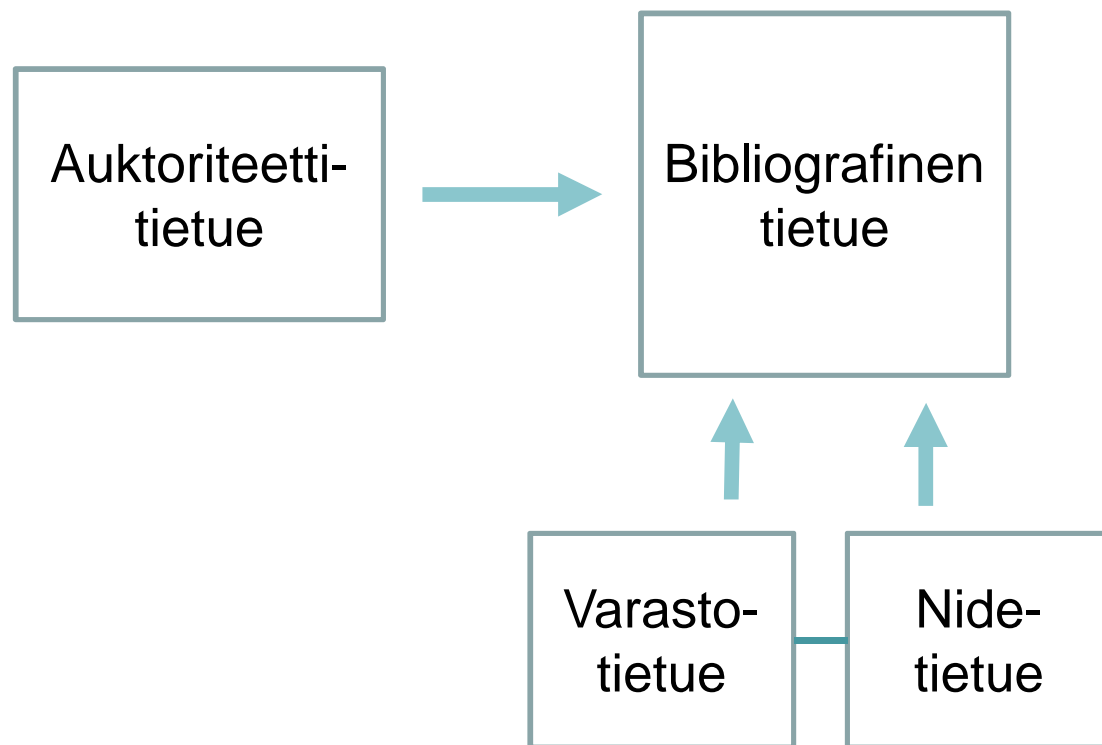 Auktoriteetti-
tietue
Bibliografinen
tietue
Varasto-
tietue
Nide-
tietue